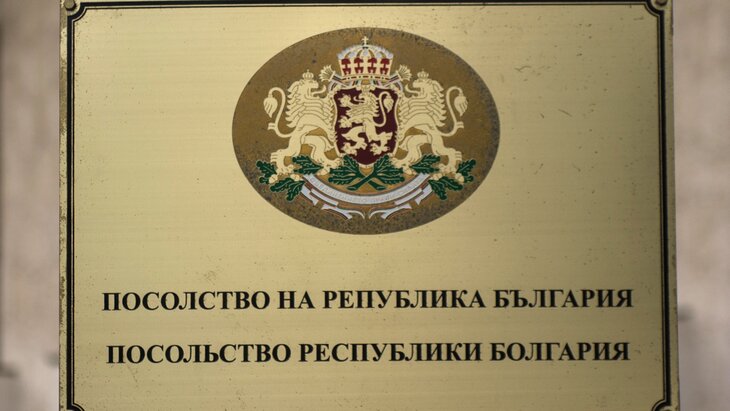 ПОСОЛСТВО НА РЕПУБЛИКА БЪЛГАРИЯ
ПОСОЛЬСТВО РЕСПУБЛИКИ БОЛГАРИЯ